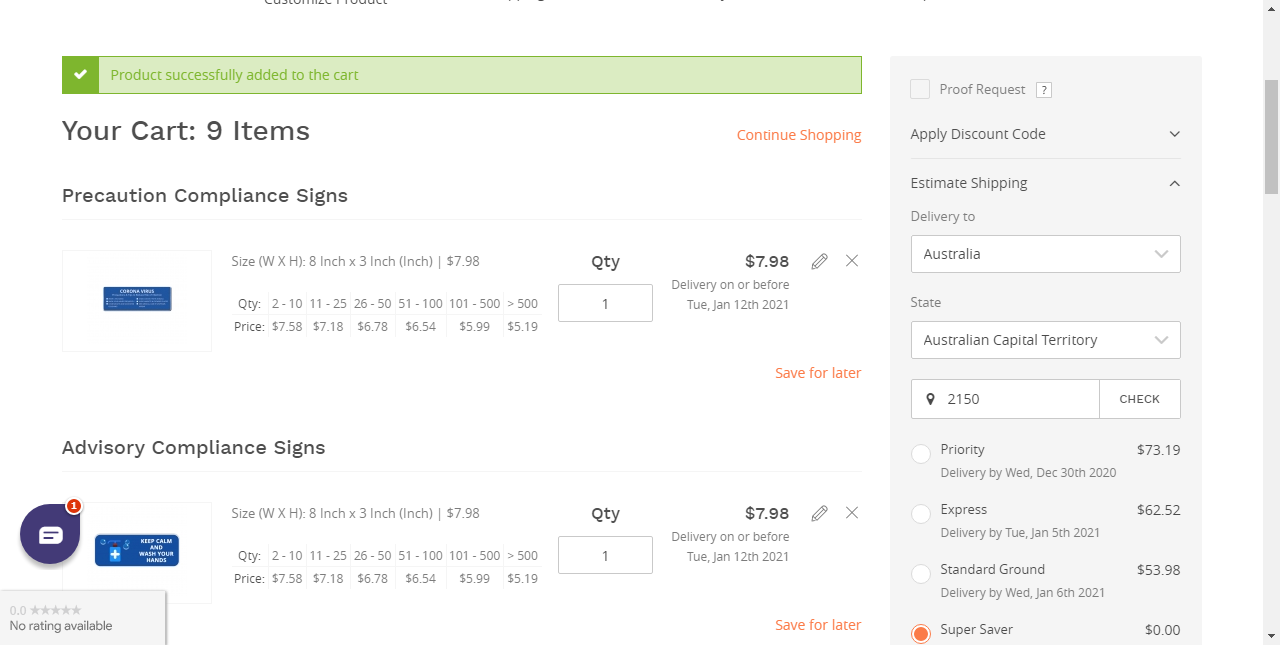 Customize Product
Product successfully added to the cart
Your Cart: 9 Items
Continue Shopping
Precaution Compliance Signs
CORONA VIRUS
Size (W X H): 8 Inch x 3 Inch (Inch) | $7.98
Qty: 2 - 10 11 - 25 26 - 50 51 - 100 101 - 500 > 500
Price: $7.58 $7.18 $6.78 $6.54 $5.99 $5.19
Qty
1
$7.98
Delivery on or before
Tue, Jan 12th 2021
Save for later
Advisory Compliance Signs
KEEP CALM
AND
WASH YOUR
HANDS
Size (W X H): 8 Inch x 3 Inch (Inch) | $7.98
Qty: 2 - 10 11 - 25 26 - 50 51 - 100 101 - 500 > 500
Price: $7.58 $7.18 $6.78 $6.54 $5.99 $5.19
Qty
1
$7.98
Delivery on or before
Tue, Jan 12th 2021
Save for later
1
0.0 ★★★★★
No rating available
Proof Request ?
Apply Discount Code
Estimate Shipping
Delivery to
Australia
State
Australian Capital Territory
2150 CHECK
Priority $73.19
Delivery by Wed, Dec 30th 2020
Express $62.52
Delivery by Tue, Jan 5th 2021
Standard Ground $53.98
Delivery by Wed, Jan 6th 2021
Super Saver $0.00